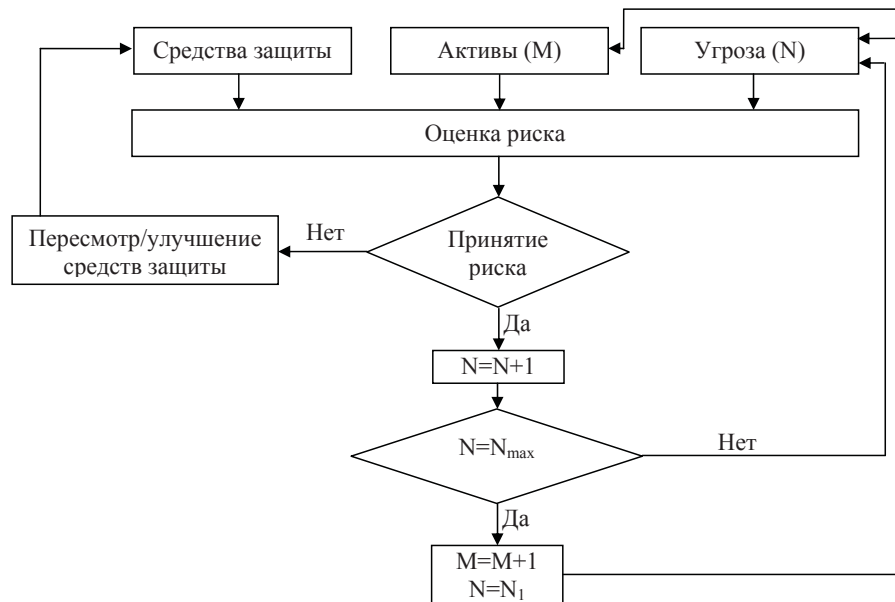 Средства защиты
Активы (M)
Угроза (N)
Оценка риска
Пересмотр/улучшение
средств защиты
Нет
Принятие
риска
Да
N=N+1
N=Nmax
Нет
Да
M=M+1
N=N1